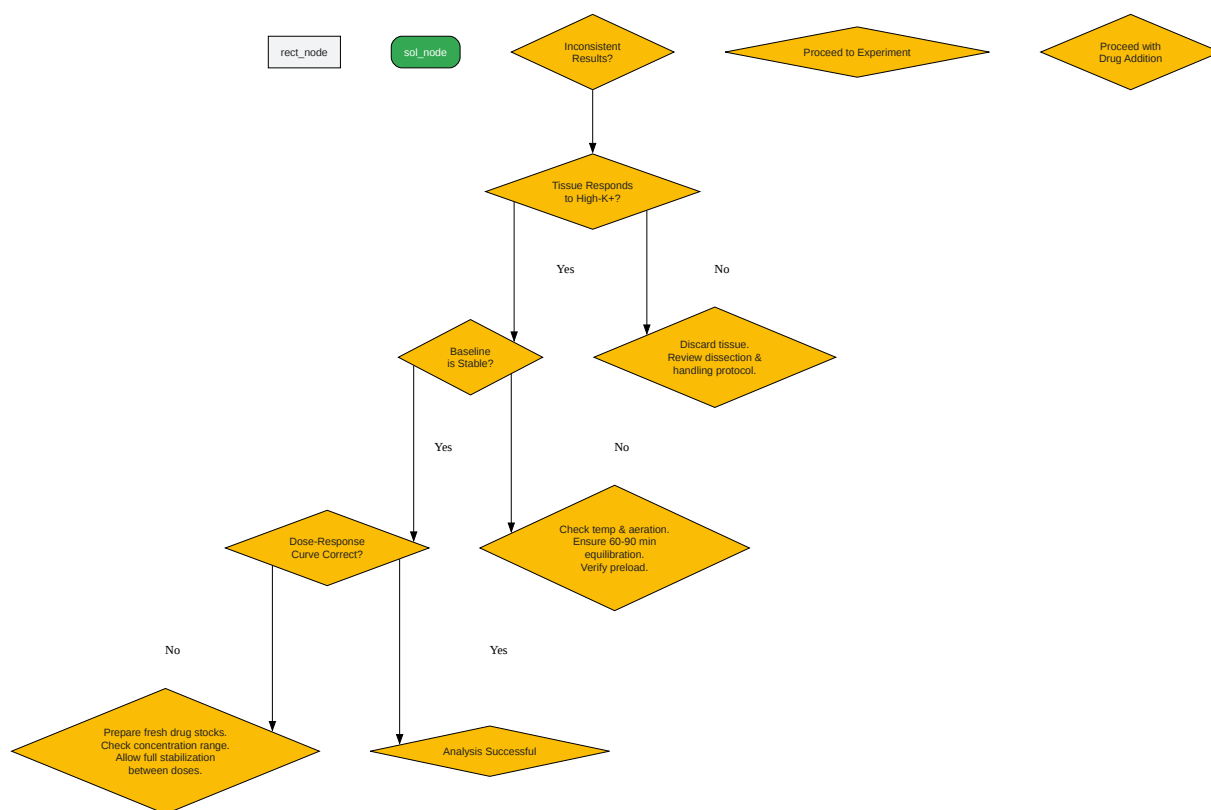 rect_node
sol_node
Inconsistent
Results?
Proceed to Experiment
Proceed with
Drug Addition
Tissue Responds
to High-K+?
Yes
No
Baseline
is Stable?
Discard tissue.
Review dissection &
handling protocol.
Yes
No
Dose-Response
Curve Correct?
Check temp & aeration.
Ensure 60-90 min
equilibration.
Verify preload.
No
Yes
Prepare fresh drug stocks.
Check concentration range.
Allow full stabilization
between doses.
Analysis Successful